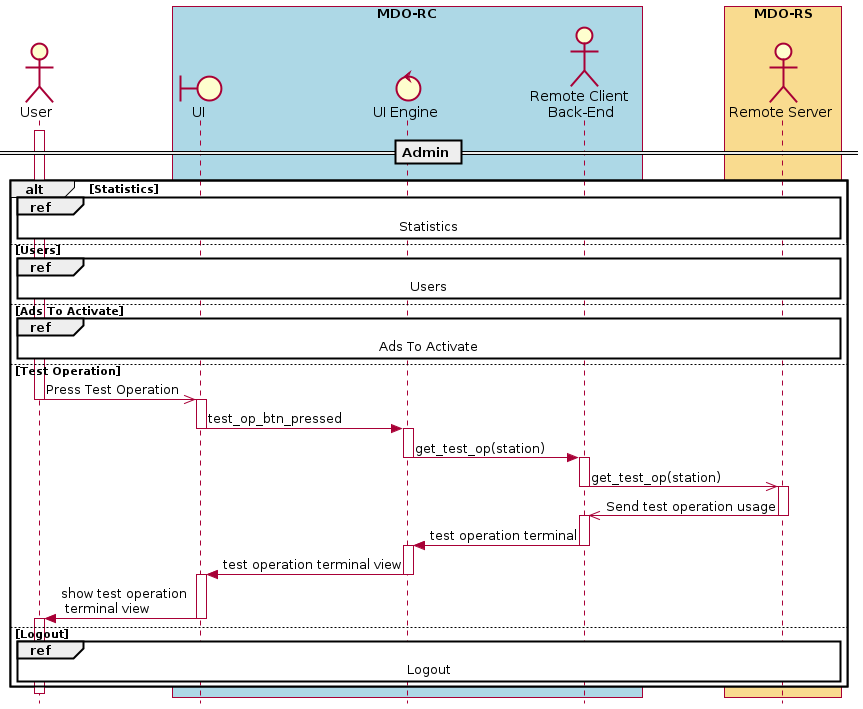 MDO-RC
MDO-RS
User
UI
UI Engine
Remote Client
Back-End
Remote Server
Admin
alt
[Statistics]
ref
Statistics
[Users]
ref
Users
[Ads To Activate]
ref
Ads To Activate
[Test Operation]
Press Test Operation
test_op_btn_pressed
get_test_op(station)
get_test_op(station)
Send test operation usage
test operation terminal
test operation terminal view
show test operation
terminal view
[Logout]
ref
Logout